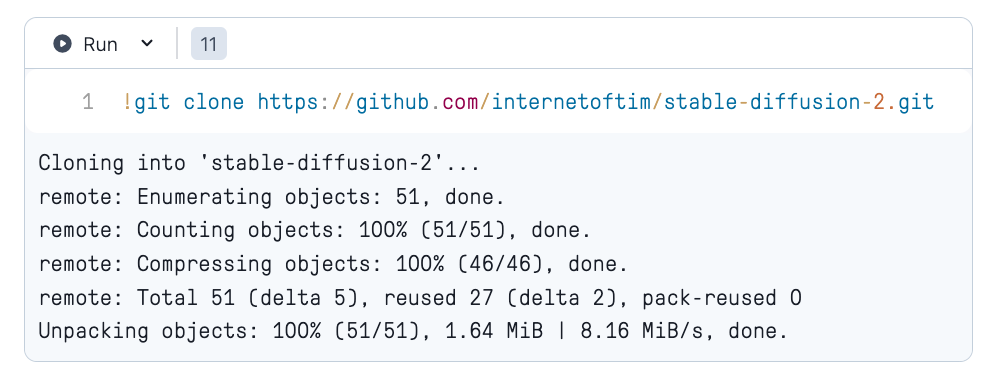 Run 11
1 !git clone https://github.com/internetoftim/stable-diffusion-2.git
Cloning into 'stable-diffusion-2'...
remote: Enumerating objects: 51, done.
remote: Counting objects: 100% (51/51), done.
remote: Compressing objects: 100% (46/46), done.
remote: Total 51 (delta 5), reused 27 (delta 2), pack-reused 0
Unpacking objects: 100% (51/51), 1.64 MiB | 8.16 MiB/s, done.